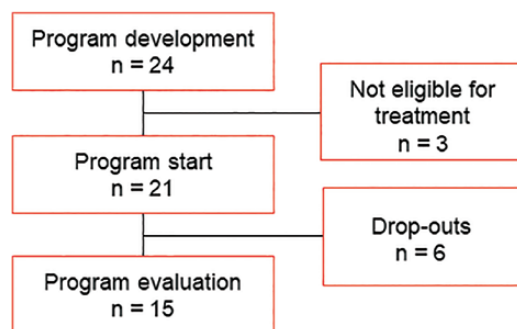 Program development
n = 24
Not eligible for
treatment
n = 3
Program start
n = 21
Drop-outs
n = 6
Program evaluation
n = 15